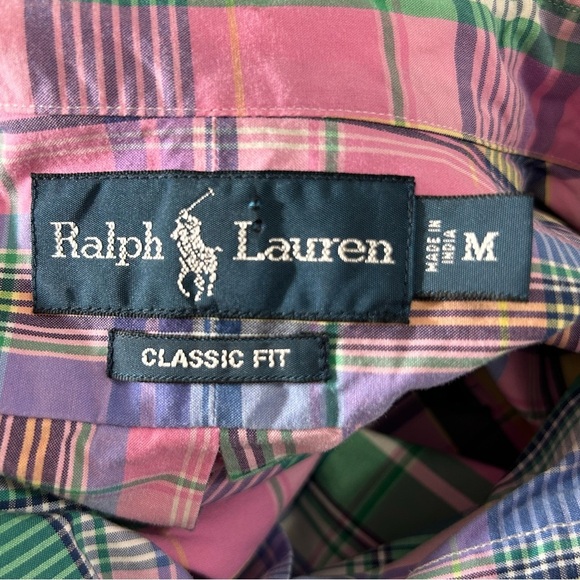 Ralph Lauren
MADE IN
INDIA
M
CLASSIC FIT